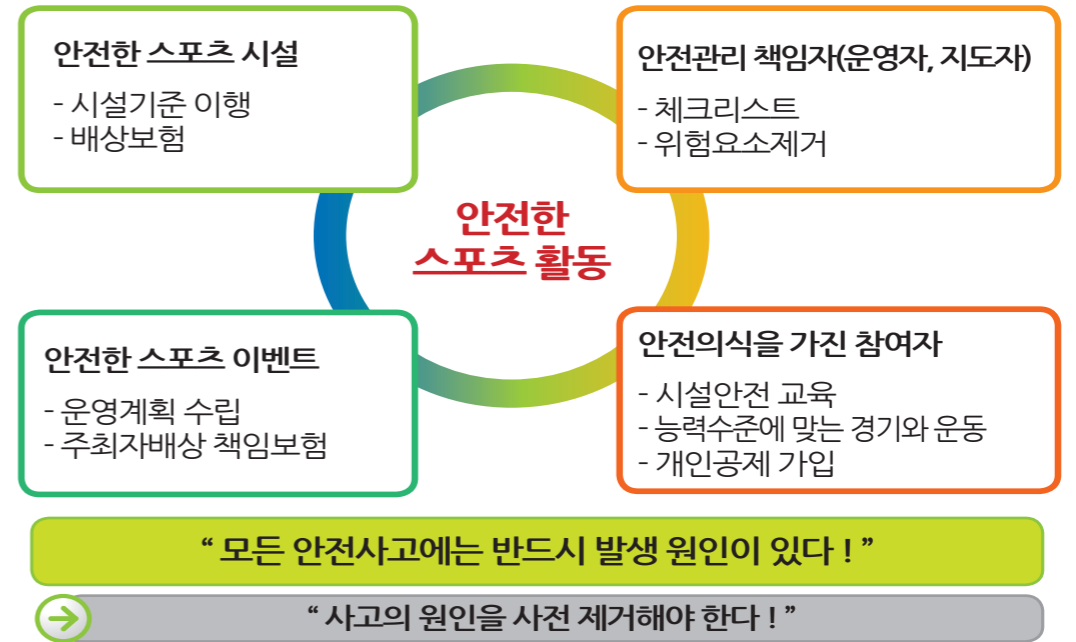 안전한 스포츠 시설
- 시설기준 이행
- 배상보험
안전관리 책임자(운영자, 지도자)
- 체크리스트
- 위험요소제거
안전한
스포츠 활동
안전한 스포츠 이벤트
- 운영계획 수립
- 주최자배상 책임보험
안전의식을 가진 참여자
- 시설안전 교육
- 능력수준에 맞는 경기와 운동
- 개인공제 가입
“ 모든 안전사고에는 반드시 발생 원인이 있다 ! ”
“ 사고의 원인을 사전 제거해야 한다 ! ”